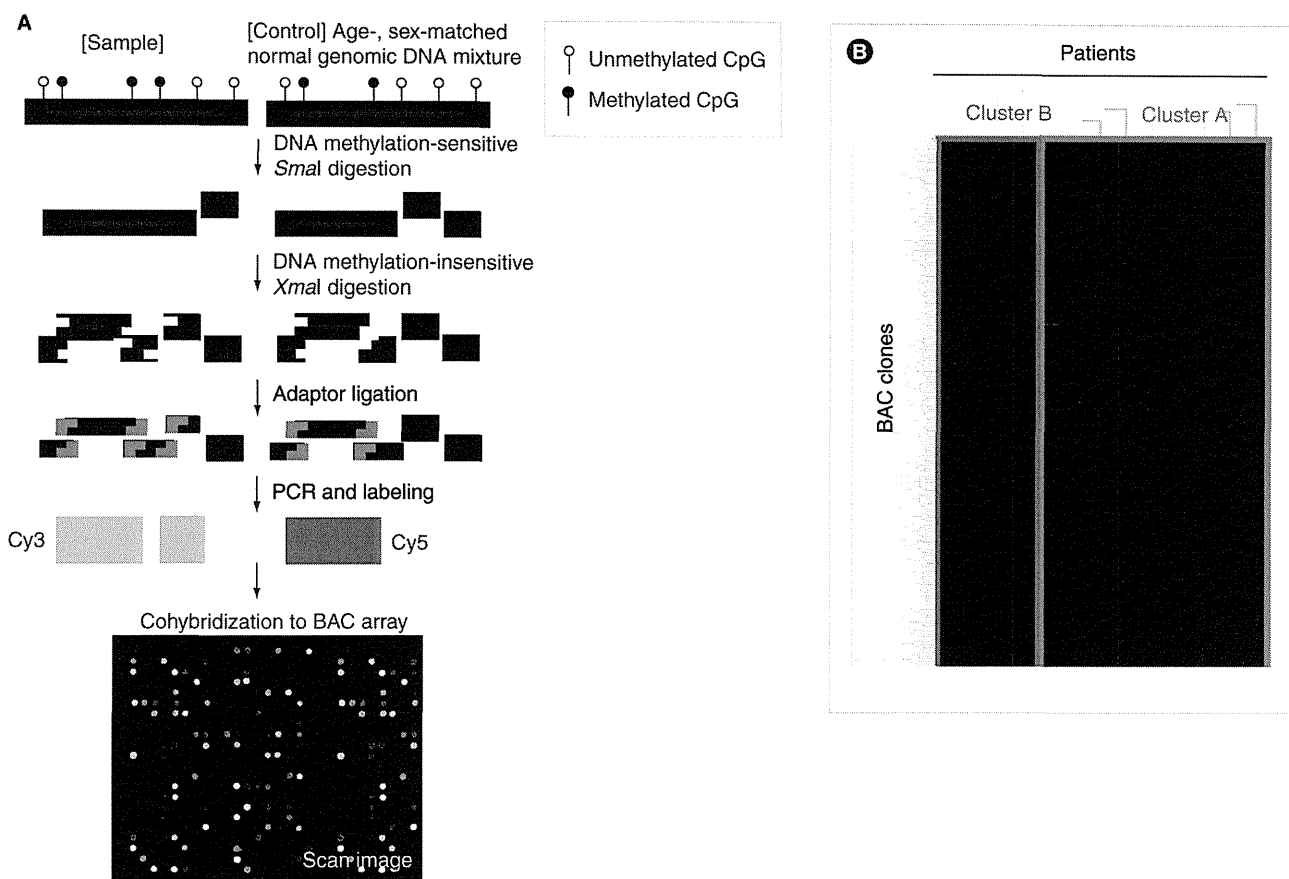 A
[Sample]
[Control] Age-, sex-matched
normal genomic DNA mixture
Unmethylated CpG
Methylated CpG
DNA methylation-sensitive
SmaI digestion
DNA methylation-insensitive
XmaI digestion
Adaptor ligation
PCR and labeling
Cy3
Cy5
Cohybridization to BAC array
Scan image
B
Patients
Cluster B
Cluster A
BAC clones